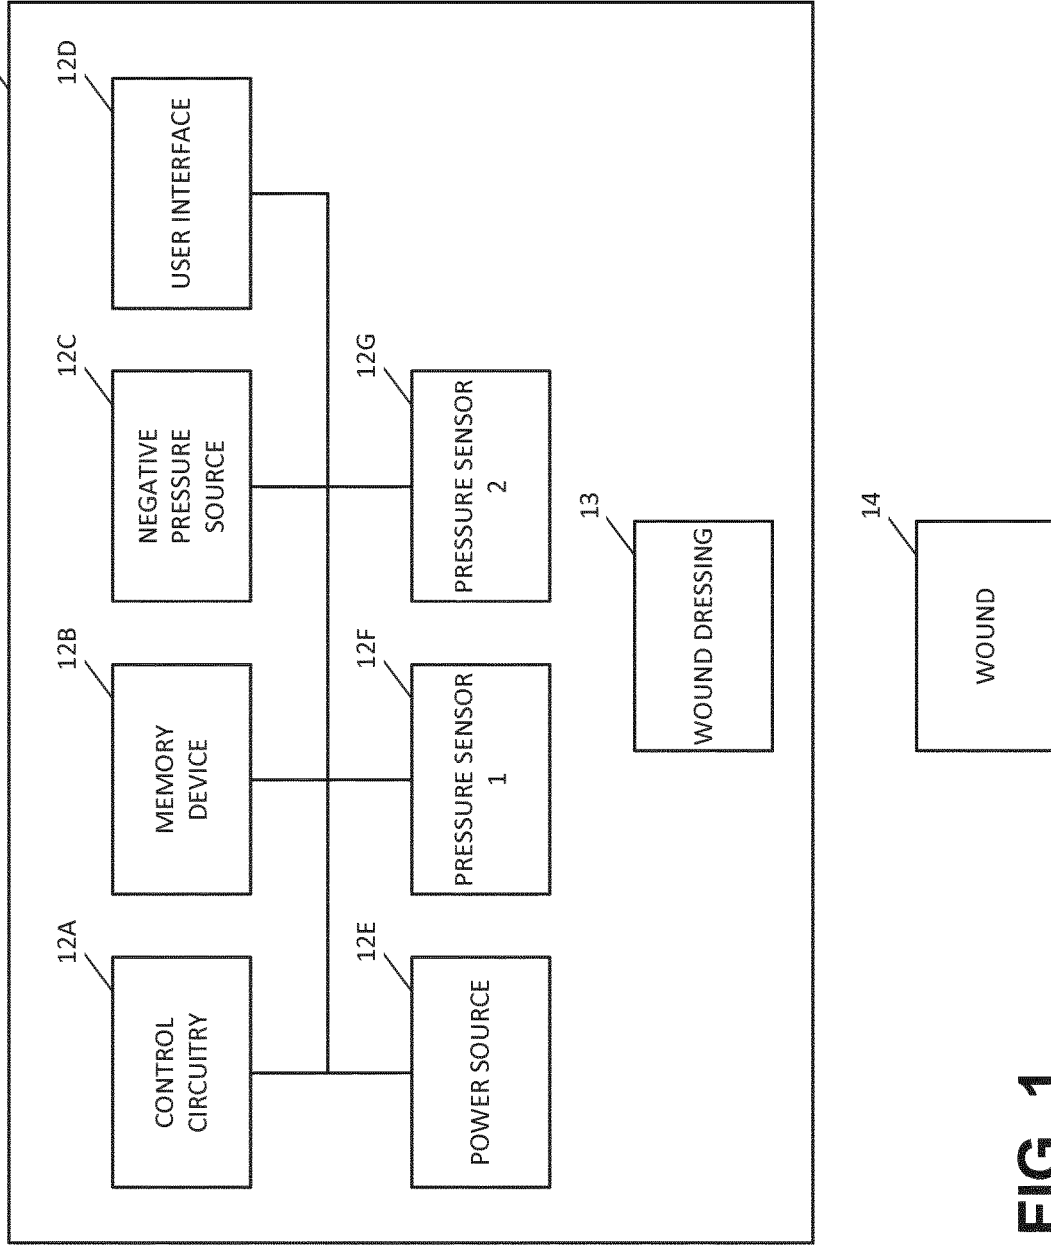 12A
CONTROL
CIRCUITRY
12B
MEMORY
DEVICE
12C
NEGATIVE
PRESSURE
SOURCE
12D
USER INTERFACE
12E
POWER SOURCE
12F
PRESSURE SENSOR
1
12G
PRESSURE SENSOR
2
13
WOUND DRESSING
14
WOUND
FIG. 1